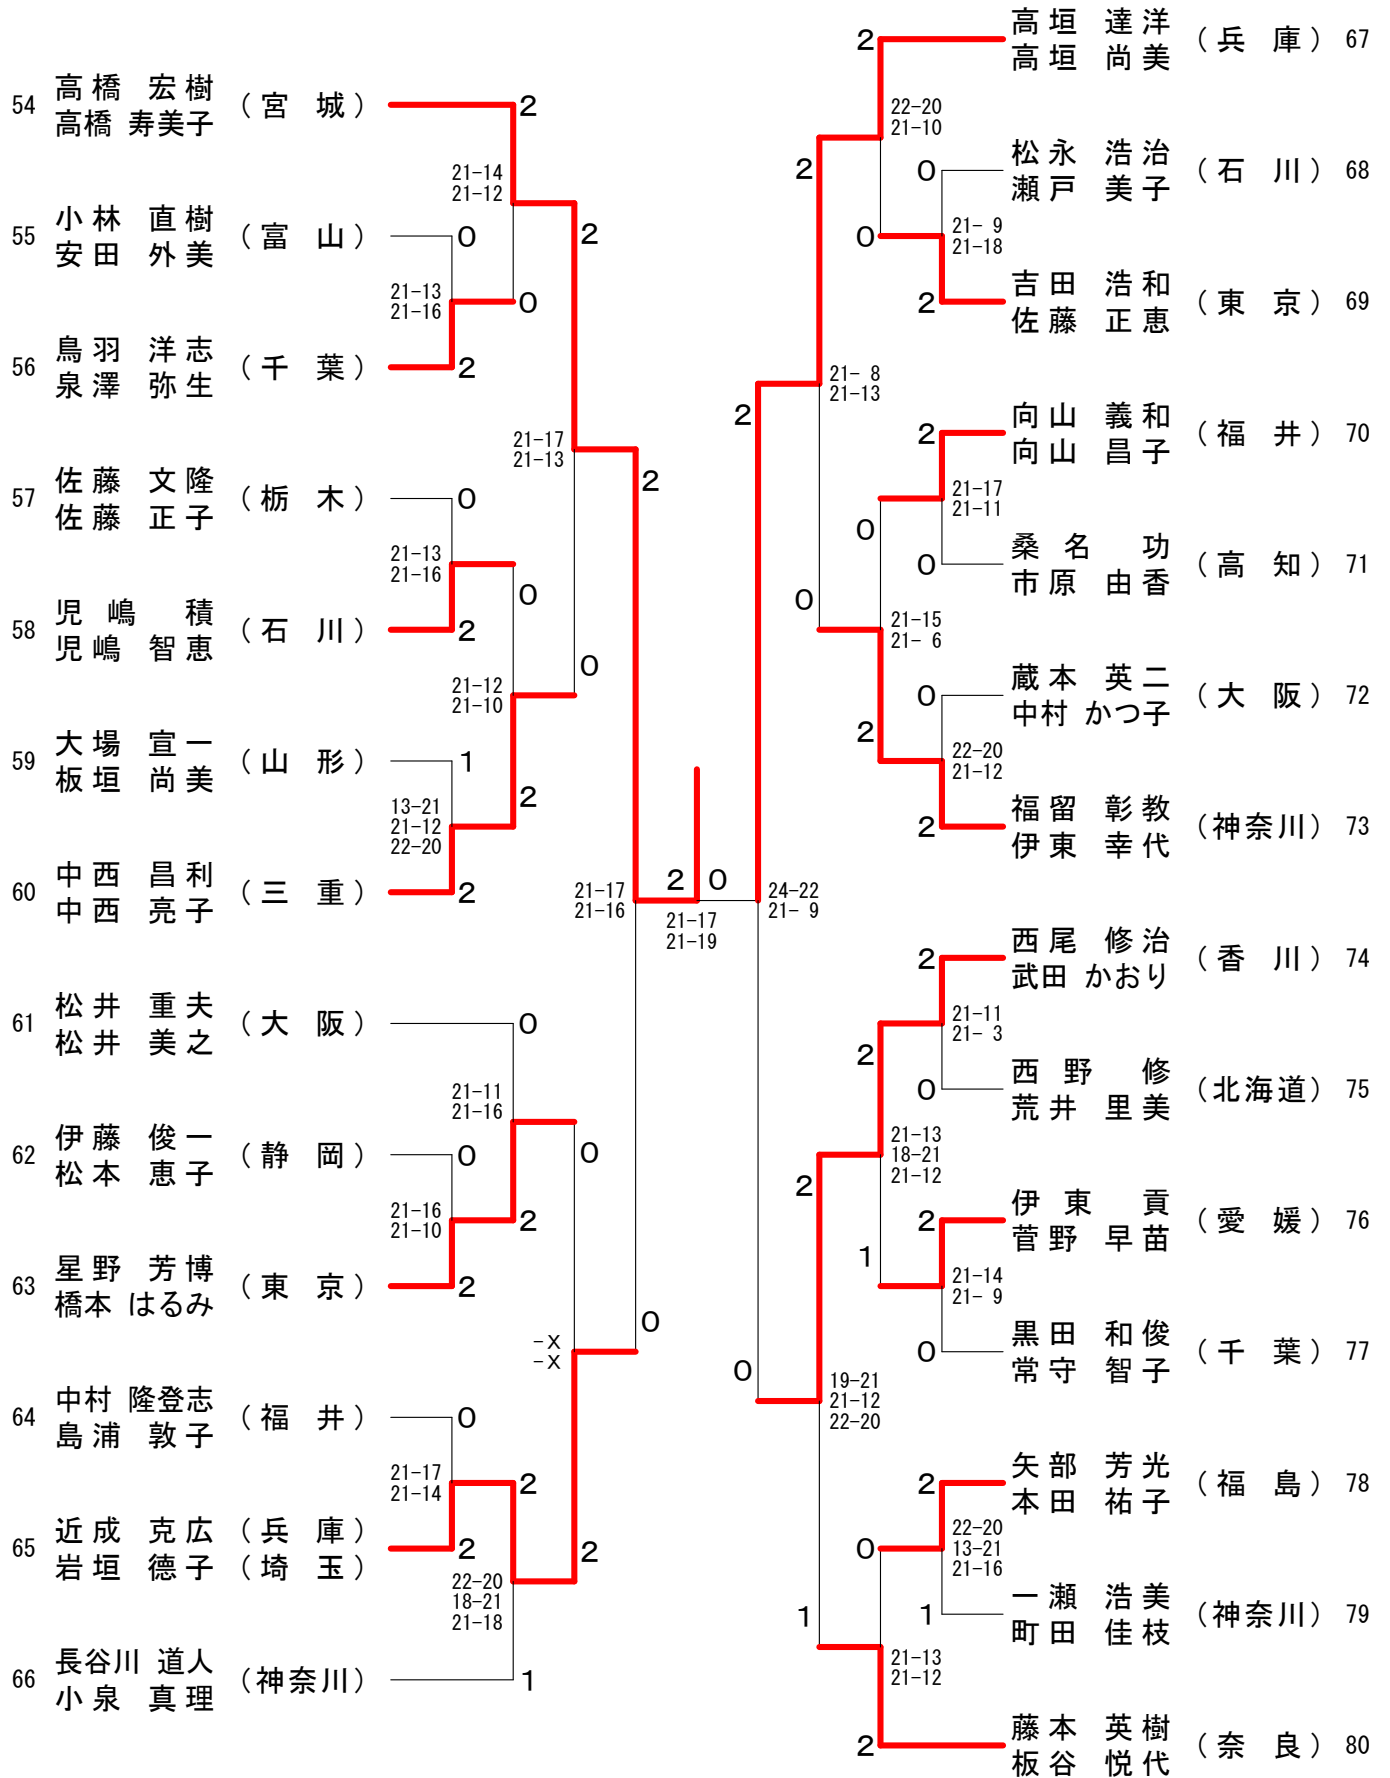 54 高橋 宏樹 (宮城) 2
高橋 寿美子
21-14
21-12
2
55 小林 直樹 (富山) 0
安田 外美
21-13
21-16
0
56 鳥羽 洋志 (千葉) 2
泉澤 弥生
21-17
21-13
2
57 佐藤 文隆 (栃木) 0
佐藤 正子
21-13
21-16
0
58 児嶋 積 (石川) 2
児嶋 智恵
0
21-12
21-10
59 大場 宣一 (山形) 1
板垣 尚美
2
13-21
21-12
22-20
60 中西 昌利 (三重) 2
中西 亮子
21-17
21-16
2 0
21-17
21-19
61 松井 重夫 (大阪) 0
松井 美之
21-11
21-16
62 伊藤 俊一 (静岡) 0
松本 恵子
0
21-16
21-10
2
63 星野 芳博 (東京) 2
橋本 はるみ
0
-X
-X
64 中村 隆登志 (福井) 0
島浦 敦子
21-17
21-14
2
65 近成 克広 (兵庫) 2
岩垣 徳子 (埼玉)
2
22-20
18-21
21-18
66 長谷川 道人 (神奈川) 1
小泉 真理
2 高垣 達洋 (兵庫) 67
高垣 尚美
22-20
21-10
2
0 松永 浩治 (石川) 68
瀬戸 美子
0
21- 9
21-18
2 吉田 浩和 (東京) 69
佐藤 正恵
21- 8
21-13
2
2 向山 義和 (福井) 70
向山 昌子
21-17
21-11
0
0 桑名 功 (高知) 71
市原 由香
0
21-15
21- 6
0 蔵本 英二 (大阪) 72
中村 かつ子
2
22-20
21-12
2 福留 彰教 (神奈川) 73
伊東 幸代
24-22
21- 9
2 西尾 修治 (香川) 74
武田 かおり
21-11
21- 3
2
0 西野 修 (北海道) 75
荒井 里美
21-13
18-21
21-12
2
2 伊東 貢 (愛媛) 76
菅野 早苗
1
21-14
21- 9
0 黒田 和俊 (千葉) 77
常守 智子
0
19-21
21-12
22-20
2 矢部 芳光 (福島) 78
本田 祐子
22-20
13-21
21-16
0
1 一瀬 浩美 (神奈川) 79
町田 佳枝
1
21-13
21-12
2 藤本 英樹 (奈良) 80
板谷 悦代